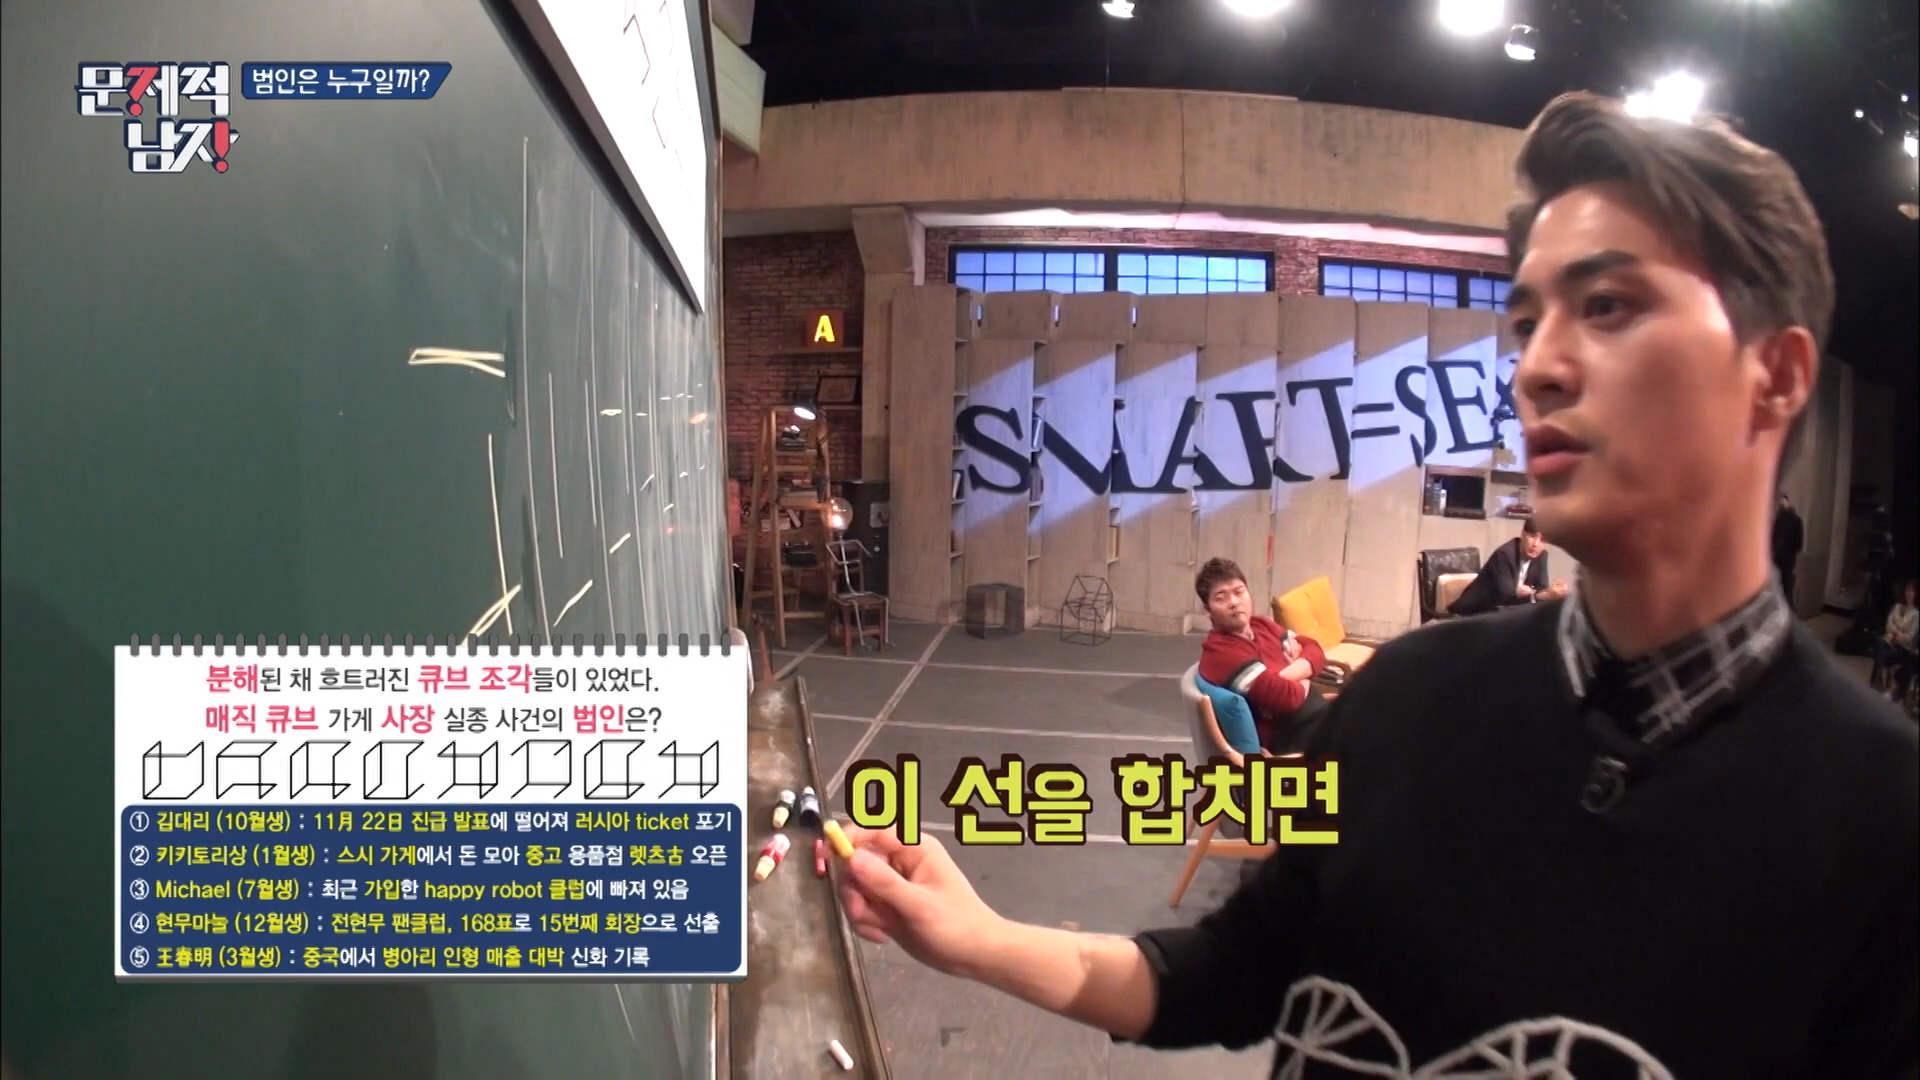 문제적
남자
범인은 누구일까?
A
SMART=SEX
분해된 채 흐트러진 큐브 조각들이 있었다.
매직 큐브 가게 사장 실종 사건의 범인은?
① 김대리 (10월생) : 11月 22日 진급 발표에 떨어져 러시아 ticket 포기
② 키키토리상 (1월생) : 스시 가게에서 돈 모아 중고 용품점 렛츠古 오픈
③ Michael (7월생) : 최근 가입한 happy robot 클럽에 빠져 있음
④ 현무마눌 (12월생) : 전현무 팬클럽, 168표로 15번째 회장으로 선출
⑤ 王春明 (3월생) : 중국에서 병아리 인형 매출 대박 신화 기록
이 선을 합치면